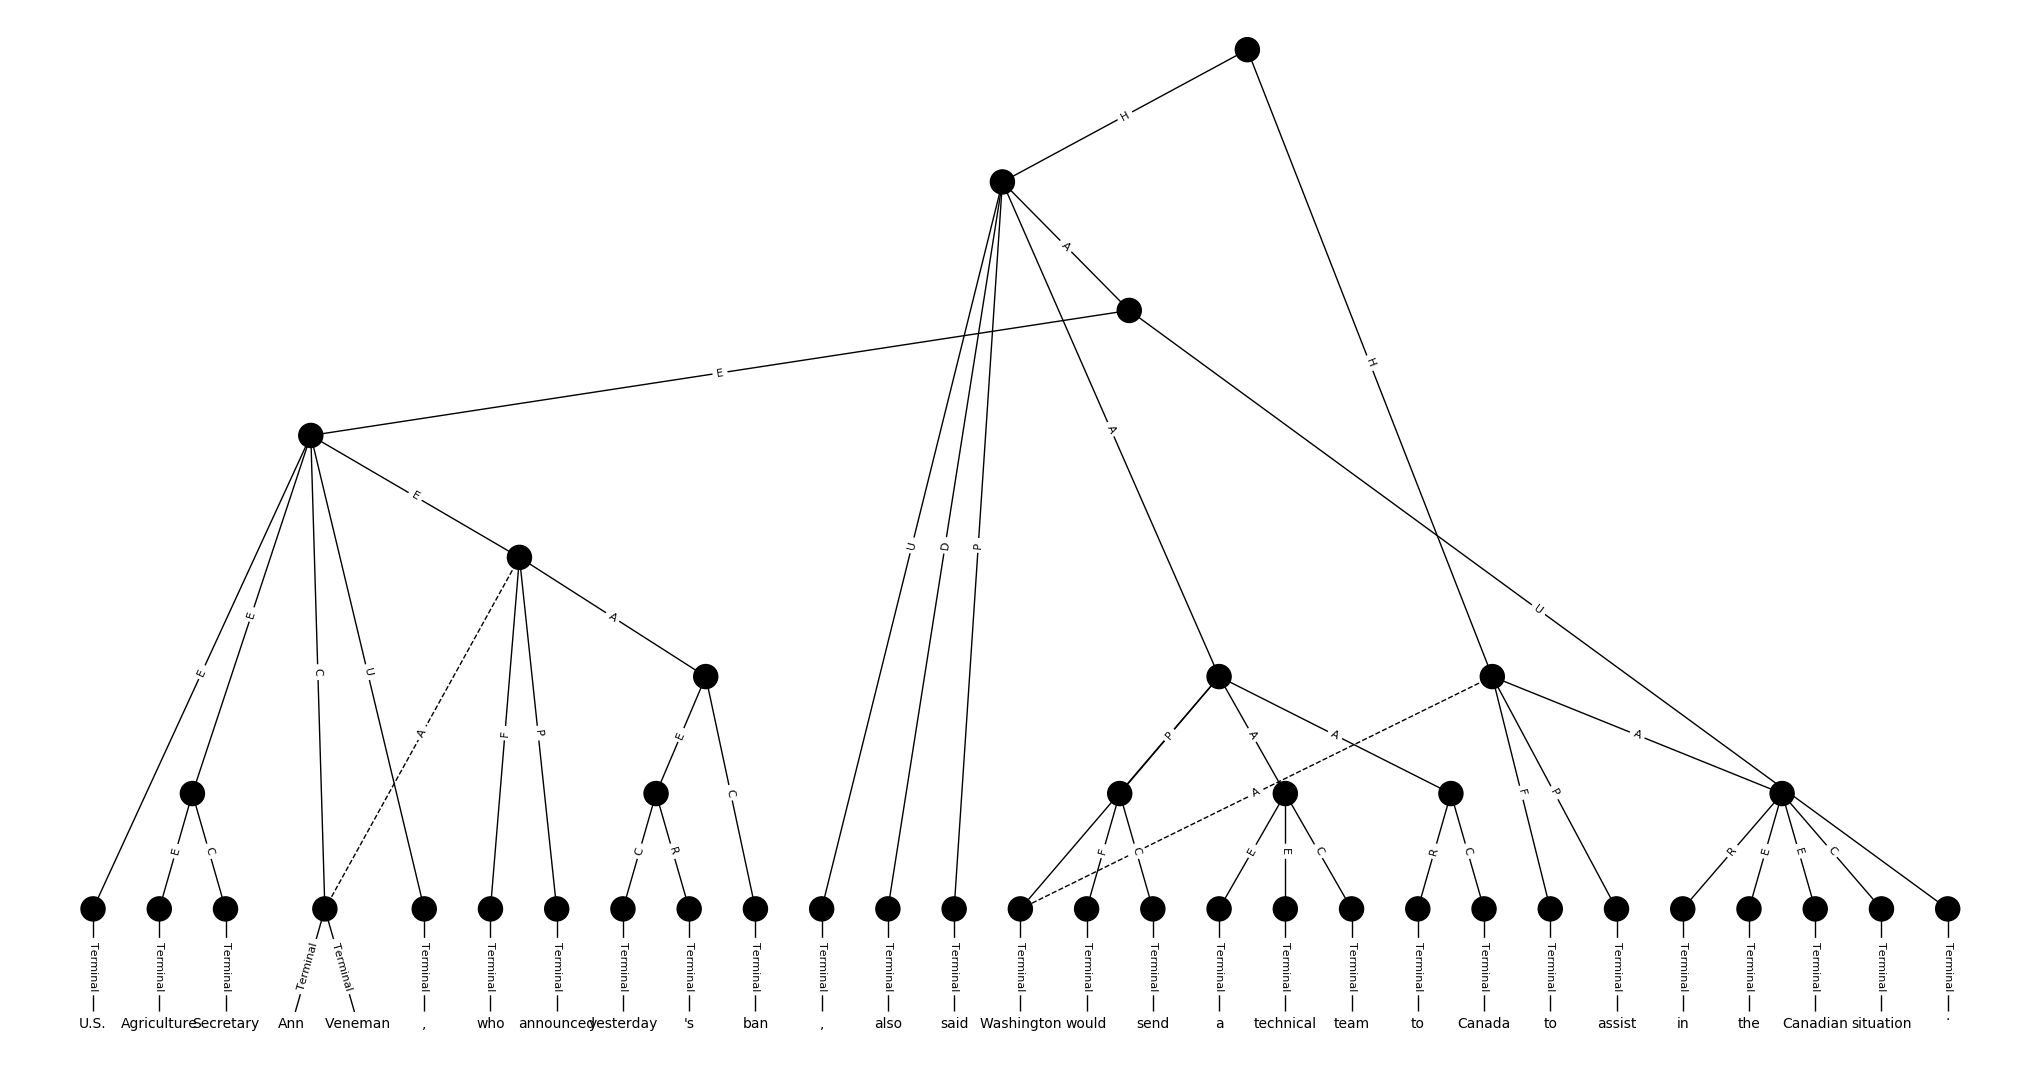 H
A
E
H
A
E
U D P
U
E
A
E C U
A F P E P A A A
C A F P
E C C R F C E E C R C R E E C
Terminal Terminal Terminal Terminal Terminal Terminal Terminal Terminal Terminal Terminal Terminal Terminal Terminal Terminal Terminal Terminal Terminal Terminal Terminal Terminal Terminal Terminal Terminal Terminal Terminal Terminal Terminal Terminal Terminal Terminal
U.S. Agriculture Secretary Ann Veneman , who announced yesterday 's ban , also said Washington would send a technical team to Canada to assist in the Canadian situation .